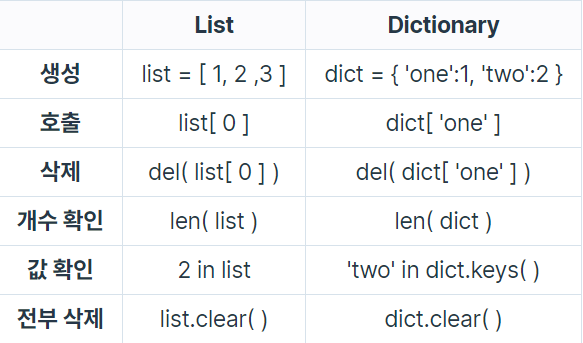 List Dictionary
생성 list = [ 1, 2 ,3 ] dict = { 'one':1, 'two':2 }
호출 list[ 0 ] dict[ 'one' ]
삭제 del( list[ 0 ] ) del( dict[ 'one' ] )
개수 확인 len( list ) len( dict )
값 확인 2 in list 'two' in dict.keys( )
전부 삭제 list.clear( ) dict.clear( )